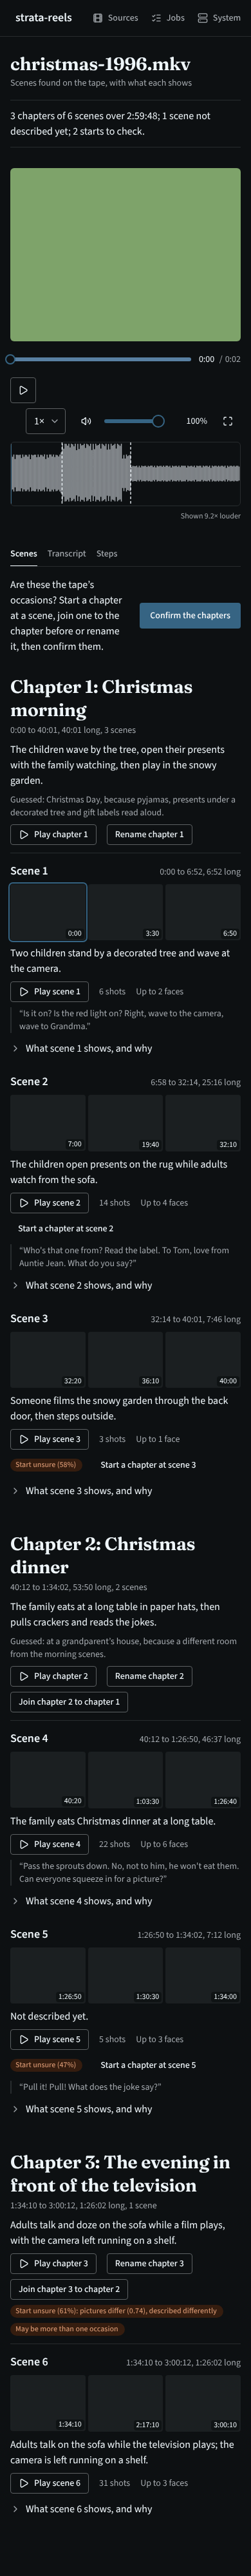 strata-reels Sources Jobs System
christmas-1996.mkv
Scenes found on the tape, with what each shows
3 chapters of 6 scenes over 2:59:48; 1 scene not
described yet; 2 starts to check.
0:00 / 0:02
1× 100%
Shown 9.2× louder
Scenes Transcript Steps
Are these the tape’s
occasions? Start a chapter
at a scene, join one to the
chapter before or rename
it, then confirm them.
Confirm the chapters
Chapter 1: Christmas
morning
0:00 to 40:01, 40:01 long, 3 scenes
The children wave by the tree, open their presents
with the family watching, then play in the snowy
garden.
Guessed: Christmas Day, because pyjamas, presents under a
decorated tree and gift labels read aloud.
Play chapter 1 Rename chapter 1
Scene 1 0:00 to 6:52, 6:52 long
0:00 3:30 6:50
Two children stand by a decorated tree and wave at
the camera.
Play scene 1 6 shots Up to 2 faces
“Is it on? Is the red light on? Right, wave to the camera,
wave to Grandma.”
What scene 1 shows, and why
Scene 2 6:58 to 32:14, 25:16 long
7:00 19:40 32:10
The children open presents on the rug while adults
watch from the sofa.
Play scene 2 14 shots Up to 4 faces
Start a chapter at scene 2
“Who’s that one from? Read the label. To Tom, love from
Auntie Jean. What do you say?”
What scene 2 shows, and why
Scene 3 32:14 to 40:01, 7:46 long
32:20 36:10 40:00
Someone films the snowy garden through the back
door, then steps outside.
Play scene 3 3 shots Up to 1 face
Start unsure (58%) Start a chapter at scene 3
What scene 3 shows, and why
Chapter 2: Christmas
dinner
40:12 to 1:34:02, 53:50 long, 2 scenes
The family eats at a long table in paper hats, then
pulls crackers and reads the jokes.
Guessed: at a grandparent’s house, because a different room
from the morning scenes.
Play chapter 2 Rename chapter 2
Join chapter 2 to chapter 1
Scene 4 40:12 to 1:26:50, 46:37 long
40:20 1:03:30 1:26:40
The family eats Christmas dinner at a long table.
Play scene 4 22 shots Up to 6 faces
“Pass the sprouts down. No, not to him, he won’t eat them.
Can everyone squeeze in for a picture?”
What scene 4 shows, and why
Scene 5 1:26:50 to 1:34:02, 7:12 long
1:26:50 1:30:30 1:34:00
Not described yet.
Play scene 5 5 shots Up to 3 faces
Start unsure (47%) Start a chapter at scene 5
“Pull it! Pull! What does the joke say?”
What scene 5 shows, and why
Chapter 3: The evening in
front of the television
1:34:10 to 3:00:12, 1:26:02 long, 1 scene
Adults talk and doze on the sofa while a film plays,
with the camera left running on a shelf.
Play chapter 3 Rename chapter 3
Join chapter 3 to chapter 2
Start unsure (61%): pictures differ (0.74), described differently
May be more than one occasion
Scene 6 1:34:10 to 3:00:12, 1:26:02 long
1:34:10 2:17:10 3:00:10
Adults talk on the sofa while the television plays; the
camera is left running on a shelf.
Play scene 6 31 shots Up to 3 faces
What scene 6 shows, and why